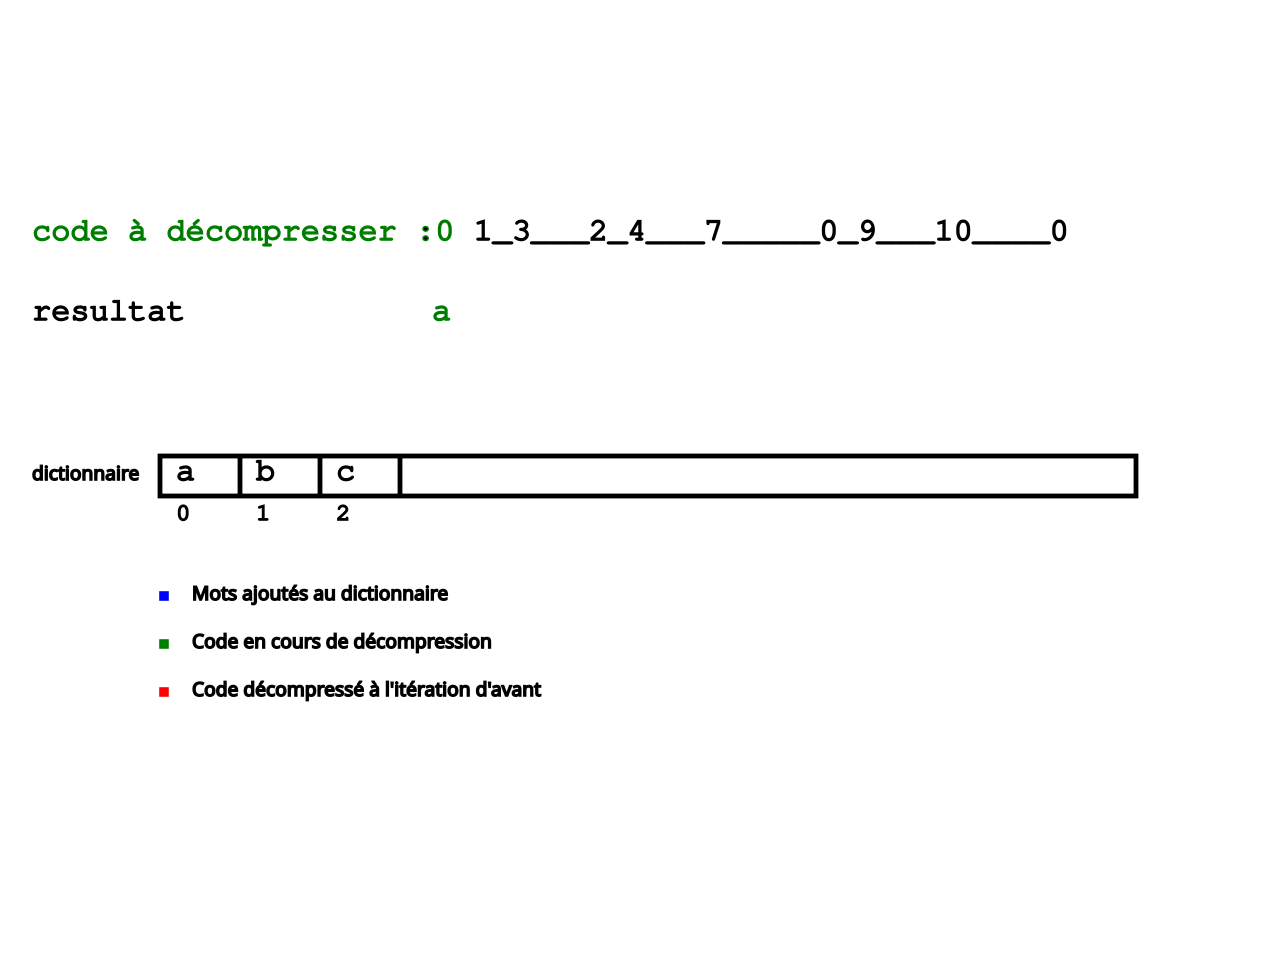 code à décompresser :0 1_3___2_4___7_____0_9___10____0
resultat a
dictionnaire a b c
0 1 2
Mots ajoutés au dictionnaire
Code en cours de décompression
Code décompressé à l'itération d'avant